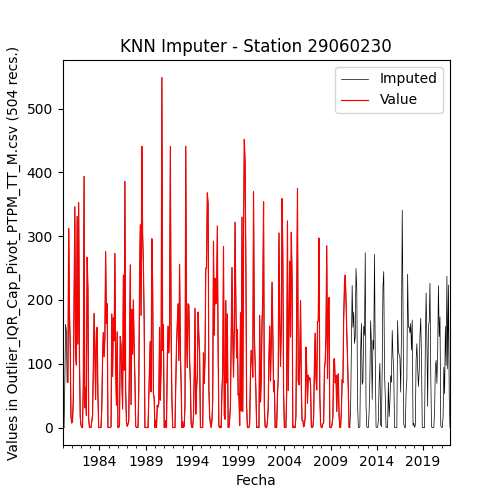 KNN Imputer - Station 29060230
Imputed
Value
Values in Outlier_IQR_Cap_Pivot_PTPM_TT_M.csv (504 recs.)
500
400
300
200
100
0
1984 1989 1994 1999 2004 2009 2014 2019
Fecha